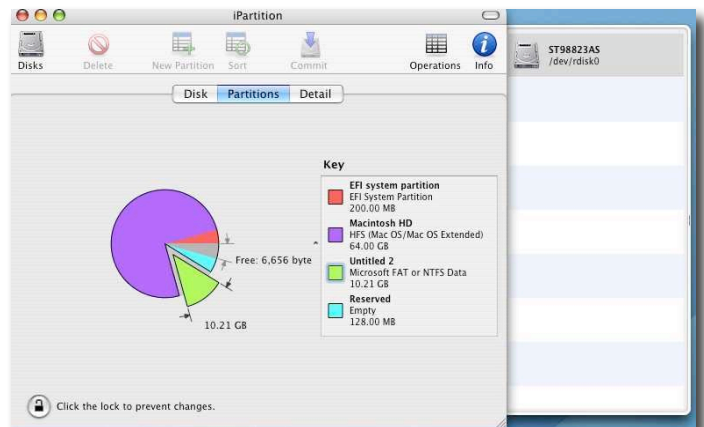 iPartition
Disks
Delete
New Partition
Sort
Commit
Operations
Info
ST98823AS
/dev/rdisk0
Disk
Partitions
Detail
Key
EFI system partition
EFI System Partition
200.00 MB
Macintosh HD
HFS (Mac OS/Mac OS Extended)
64.00 GB
Untitled 2
Microsoft FAT or NTFS Data
10.21 GB
Reserved
Empty
128.00 MB
Free: 6,656 byte
10.21 GB
Click the lock to prevent changes.